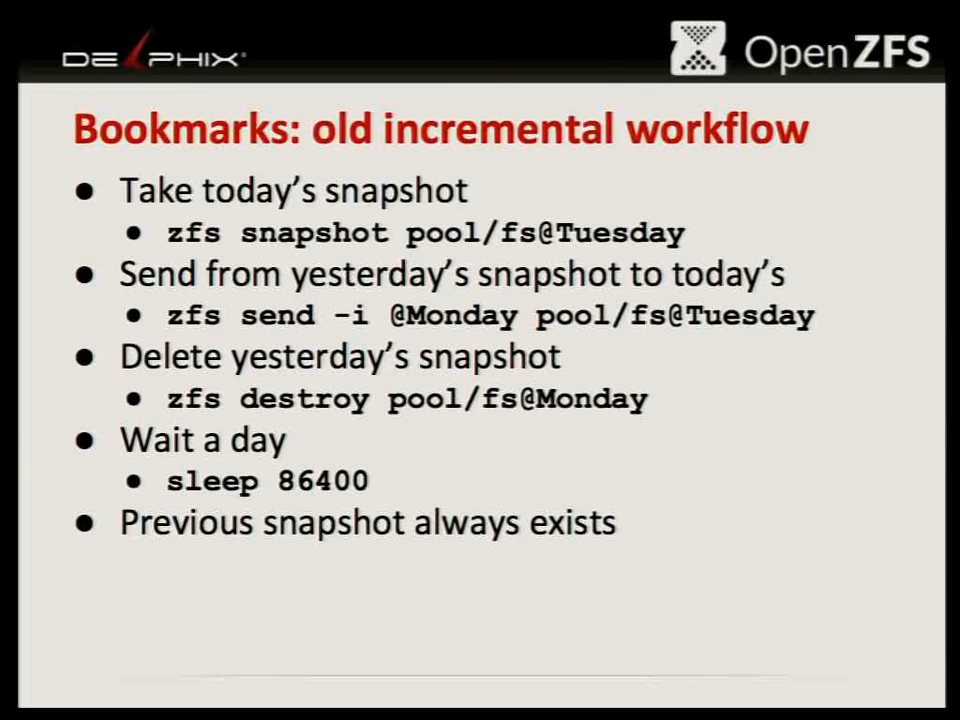 DELPHIX®
OpenZFS
Bookmarks: old incremental workflow
● Take today’s snapshot
● zfs snapshot pool/fs@Tuesday
● Send from yesterday’s snapshot to today’s
● zfs send -i @Monday pool/fs@Tuesday
● Delete yesterday’s snapshot
● zfs destroy pool/fs@Monday
● Wait a day
● sleep 86400
● Previous snapshot always exists